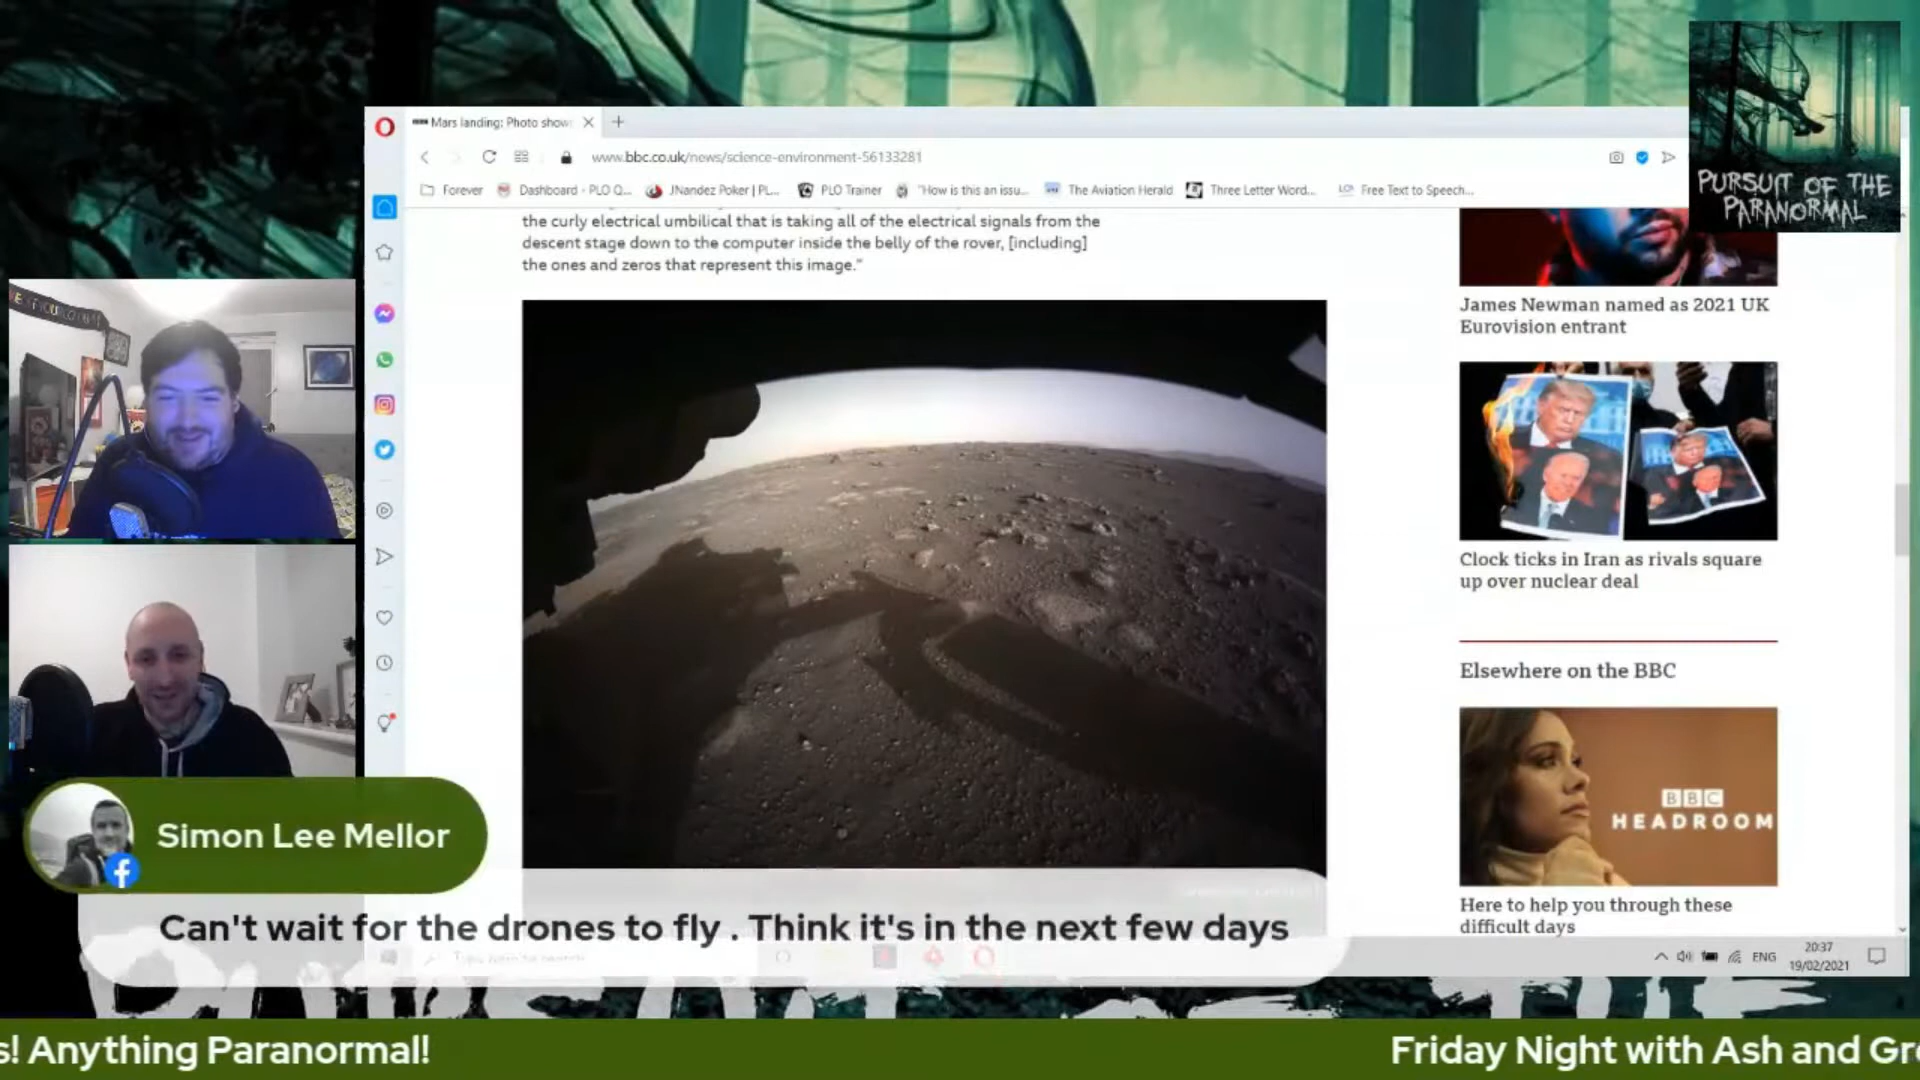 Mars landing: Photo show
www.bbc.co.uk/news/science-environment-56133281
Forever
Dashboard - PLO Q...
JNandez Poker | PL...
PLO Trainer
"How is this an issu...
The Aviation Herald
Three Letter Word...
Free Text to Speech...
PURSUIT OF THE
PARANORMAL
the curly electrical umbilical that is taking all of the electrical signals from the
descent stage down to the computer inside the belly of the rover, [including]
the ones and zeros that represent this image."
James Newman named as 2021 UK
Eurovision entrant
Clock ticks in Iran as rivals square
up over nuclear deal
Elsewhere on the BBC
BBC
HEADROOM
Here to help you through these
difficult days
Simon Lee Mellor
Can't wait for the drones to fly . Think it's in the next few days
Type here to search
ENG
20:37
19/02/2021
s! Anything Paranormal!
Friday Night with Ash and Gr